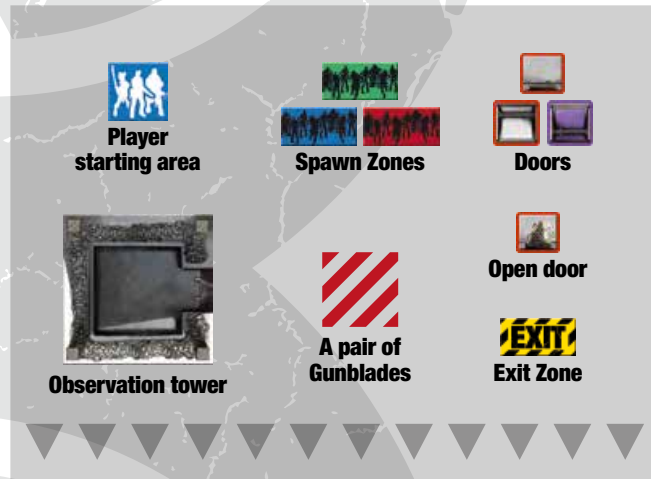 Player
starting area
Spawn Zones
Doors
Observation tower
A pair of
Gunblades
Open door
EXIT
Exit Zone